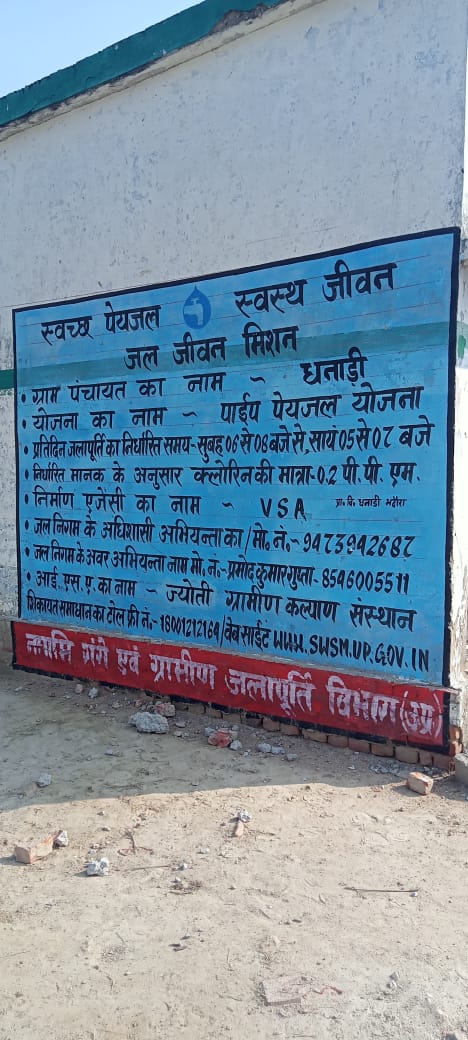 स्वच्छ पेयजल स्वस्थ जीवन
जल जीवन मिशन
• ग्राम पंचायत का नाम ~ धनाड़ी
• योजना का नाम ~ पाईप पेयजल योजना
• प्रतिदिन जलापूर्ति का निर्धारित समय-सुबह 06 से 08 बजे से, सायं 05 से 07 बजे
• निर्धारित मानक के अनुसार क्लोरिन की मात्रा-0.2 पी. पी. एम.
• निर्माण एजेंसी का नाम ~ VSA
• जल निगम के अधिशासी अभियन्ता का/मो. नं.-9473942687
• जल निगम के अवर अभियन्ता नाम मो. नं.-प्रमोद कुमार गुप्ता-8546005511
• आई. एस. ए. का नाम ~ ज्योती ग्रामीण कल्याण संस्थान
शिकायत समाधान का टोल फ्री नं.-18001212164/वेब साईट WWW.SWSM.UP.GOV.IN
नमामि गंगे एवं ग्रामीण जलापूर्ति विभाग (उ.प्र)